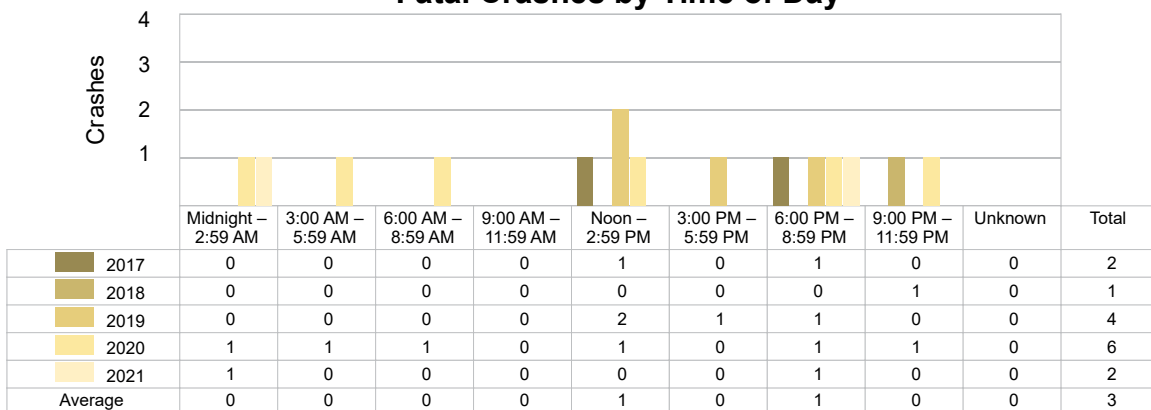 Fatal Crashes by Time of Day
4
3
2
1
Crashes
Midnight – 2:59 AM 3:00 AM – 5:59 AM 6:00 AM – 8:59 AM 9:00 AM – 11:59 AM Noon – 2:59 PM 3:00 PM – 5:59 PM 6:00 PM – 8:59 PM 9:00 PM – 11:59 PM Unknown Total
2017 0 0 0 0 1 0 1 0 0 2
2018 0 0 0 0 0 0 0 1 0 1
2019 0 0 0 0 2 1 1 0 0 4
2020 1 1 1 0 1 0 1 1 0 6
2021 1 0 0 0 0 0 1 0 0 2
Average 0 0 0 0 1 0 1 0 0 3